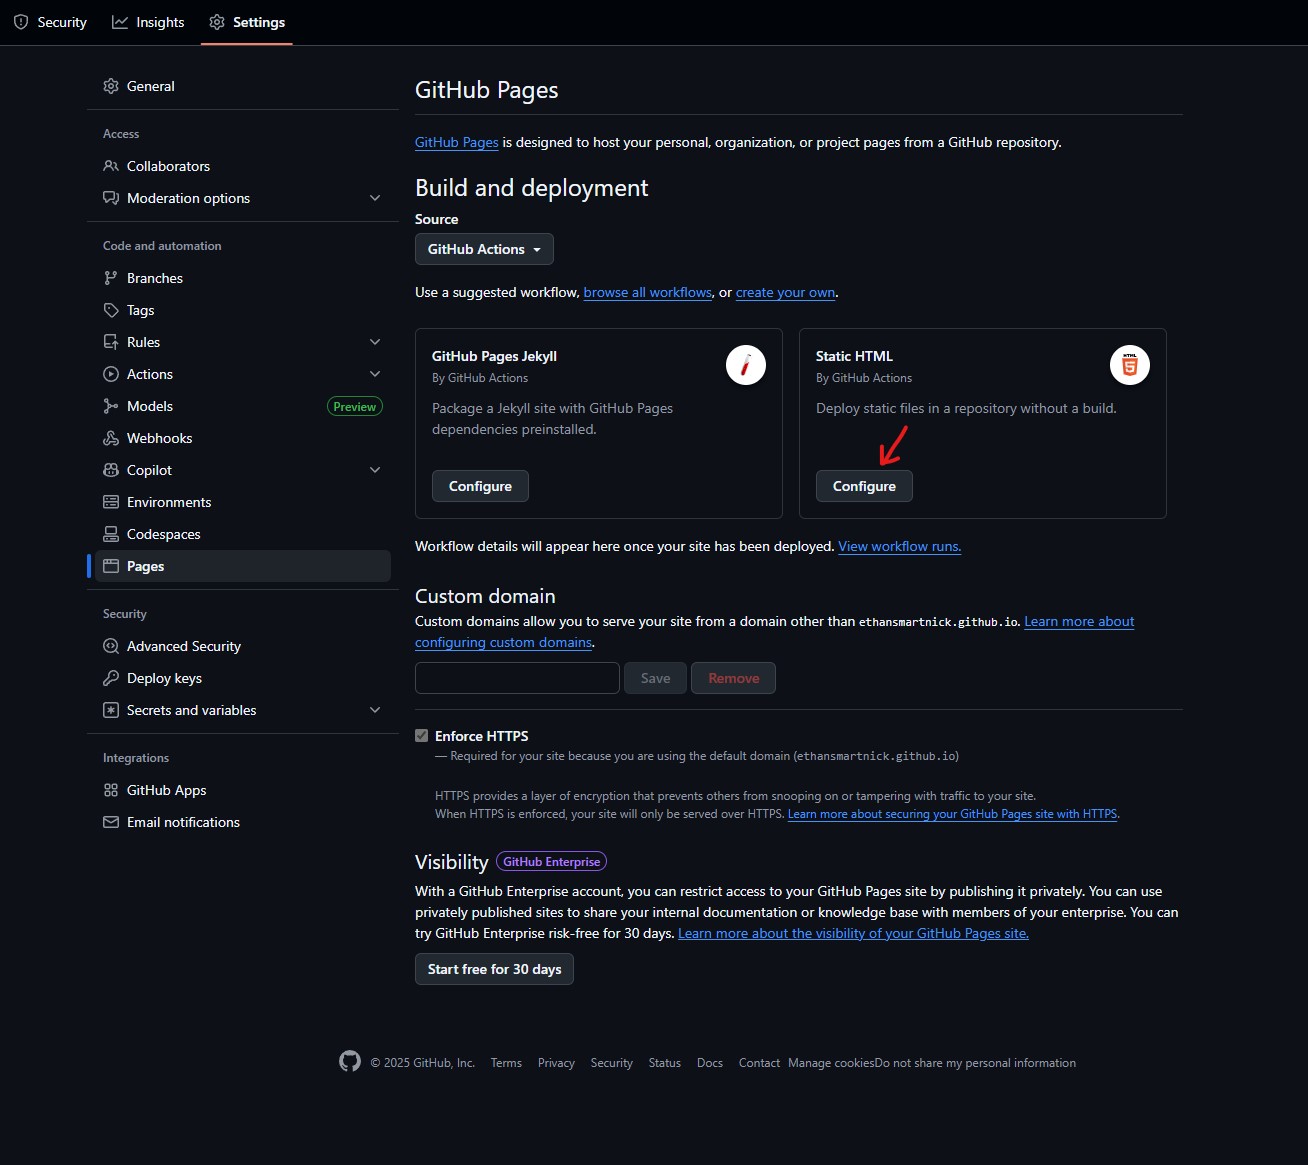 Security Insights Settings
General
Access
Collaborators
Moderation options
Code and automation
Branches
Tags
Rules
Actions
Models Preview
Webhooks
Copilot
Environments
Codespaces
Pages
Security
Advanced Security
Deploy keys
Secrets and variables
Integrations
GitHub Apps
Email notifications
GitHub Pages
GitHub Pages is designed to host your personal, organization, or project pages from a GitHub repository.
Build and deployment
Source
GitHub Actions
Use a suggested workflow, browse all workflows, or create your own.
GitHub Pages Jekyll
By GitHub Actions
Package a Jekyll site with GitHub Pages
dependencies preinstalled.
Configure
Static HTML
By GitHub Actions
HTML
5
Deploy static files in a repository without a build.
Configure
Workflow details will appear here once your site has been deployed. View workflow runs.
Custom domain
Custom domains allow you to serve your site from a domain other than ethansmartnick.github.io. Learn more about
configuring custom domains.
Save Remove
Enforce HTTPS
— Required for your site because you are using the default domain (ethansmartnick.github.io)
HTTPS provides a layer of encryption that prevents others from snooping on or tampering with traffic to your site.
When HTTPS is enforced, your site will only be served over HTTPS. Learn more about securing your GitHub Pages site with HTTPS.
Visibility GitHub Enterprise
With a GitHub Enterprise account, you can restrict access to your GitHub Pages site by publishing it privately. You can use
privately published sites to share your internal documentation or knowledge base with members of your enterprise. You can
try GitHub Enterprise risk-free for 30 days. Learn more about the visibility of your GitHub Pages site.
Start free for 30 days
© 2025 GitHub, Inc. Terms Privacy Security Status Docs Contact Manage cookies Do not share my personal information